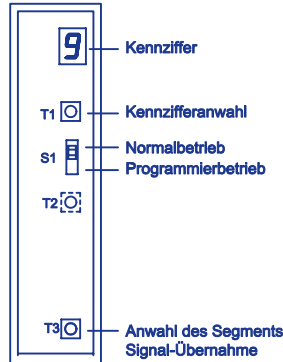 9 Kennziffer
T1 Kennzifferanwahl
Normalbetrieb
S1
Programmierbetrieb
T2
T3 Anwahl des Segments
Signal-Übernahme